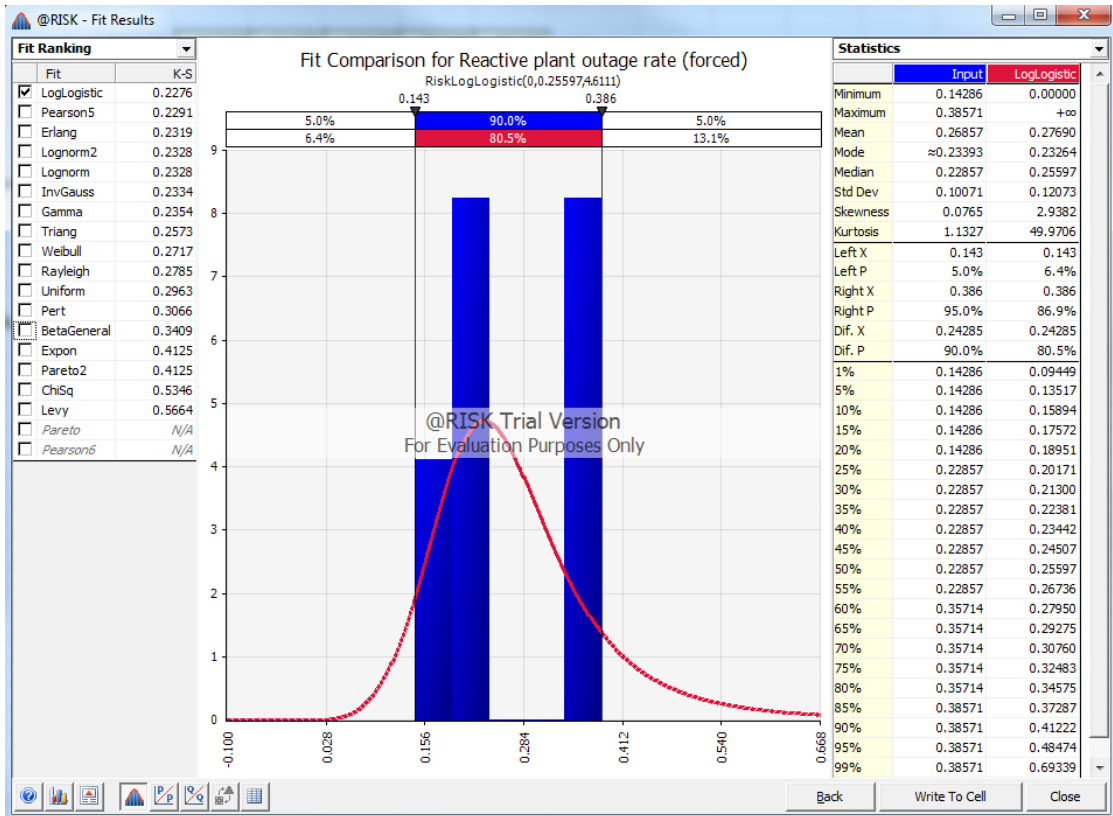 @RISK - Fit Results
Fit Ranking
Fit K-S
LogLogistic 0.2276
Pearson5 0.2291
Erlang 0.2319
Lognorm2 0.2328
Lognorm 0.2328
InvGauss 0.2334
Gamma 0.2354
Triang 0.2573
Weibull 0.2717
Rayleigh 0.2785
Uniform 0.2963
Pert 0.3066
BetaGeneral 0.3409
Expon 0.4125
Pareto2 0.4125
ChiSq 0.5346
Levy 0.5664
Pareto N/A
Pearson6 N/A
Fit Comparison for Reactive plant outage rate (forced)
RiskLogLogistic(0,0.25597,4.6111)
0.143 0.386
5.0% 90.0% 5.0%
6.4% 80.5% 13.1%
9
8
7
6
5
4
3
2
1
0
@RISK Trial Version
For Evaluation Purposes Only
-0.100 0.028 0.156 0.284 0.412 0.540 0.668
Statistics
Input LogLogistic
Minimum 0.14286 0.00000
Maximum 0.38571 +∞
Mean 0.26857 0.27690
Mode ≈0.23393 0.23264
Median 0.22857 0.25597
Std Dev 0.10071 0.12073
Skewness 0.0765 2.9382
Kurtosis 1.1327 49.9706
Left X 0.143 0.143
Left P 5.0% 6.4%
Right X 0.386 0.386
Right P 95.0% 86.9%
Dif. X 0.24285 0.24285
Dif. P 90.0% 80.5%
1% 0.14286 0.09449
5% 0.14286 0.13517
10% 0.14286 0.15894
15% 0.14286 0.17572
20% 0.14286 0.18951
25% 0.22857 0.20171
30% 0.22857 0.21300
35% 0.22857 0.22381
40% 0.22857 0.23442
45% 0.22857 0.24507
50% 0.22857 0.25597
55% 0.22857 0.26736
60% 0.35714 0.27950
65% 0.35714 0.29275
70% 0.35714 0.30760
75% 0.35714 0.32483
80% 0.35714 0.34575
85% 0.38571 0.37287
90% 0.38571 0.41222
95% 0.38571 0.48474
99% 0.38571 0.69339
P/P Q/Q
Back Write To Cell Close